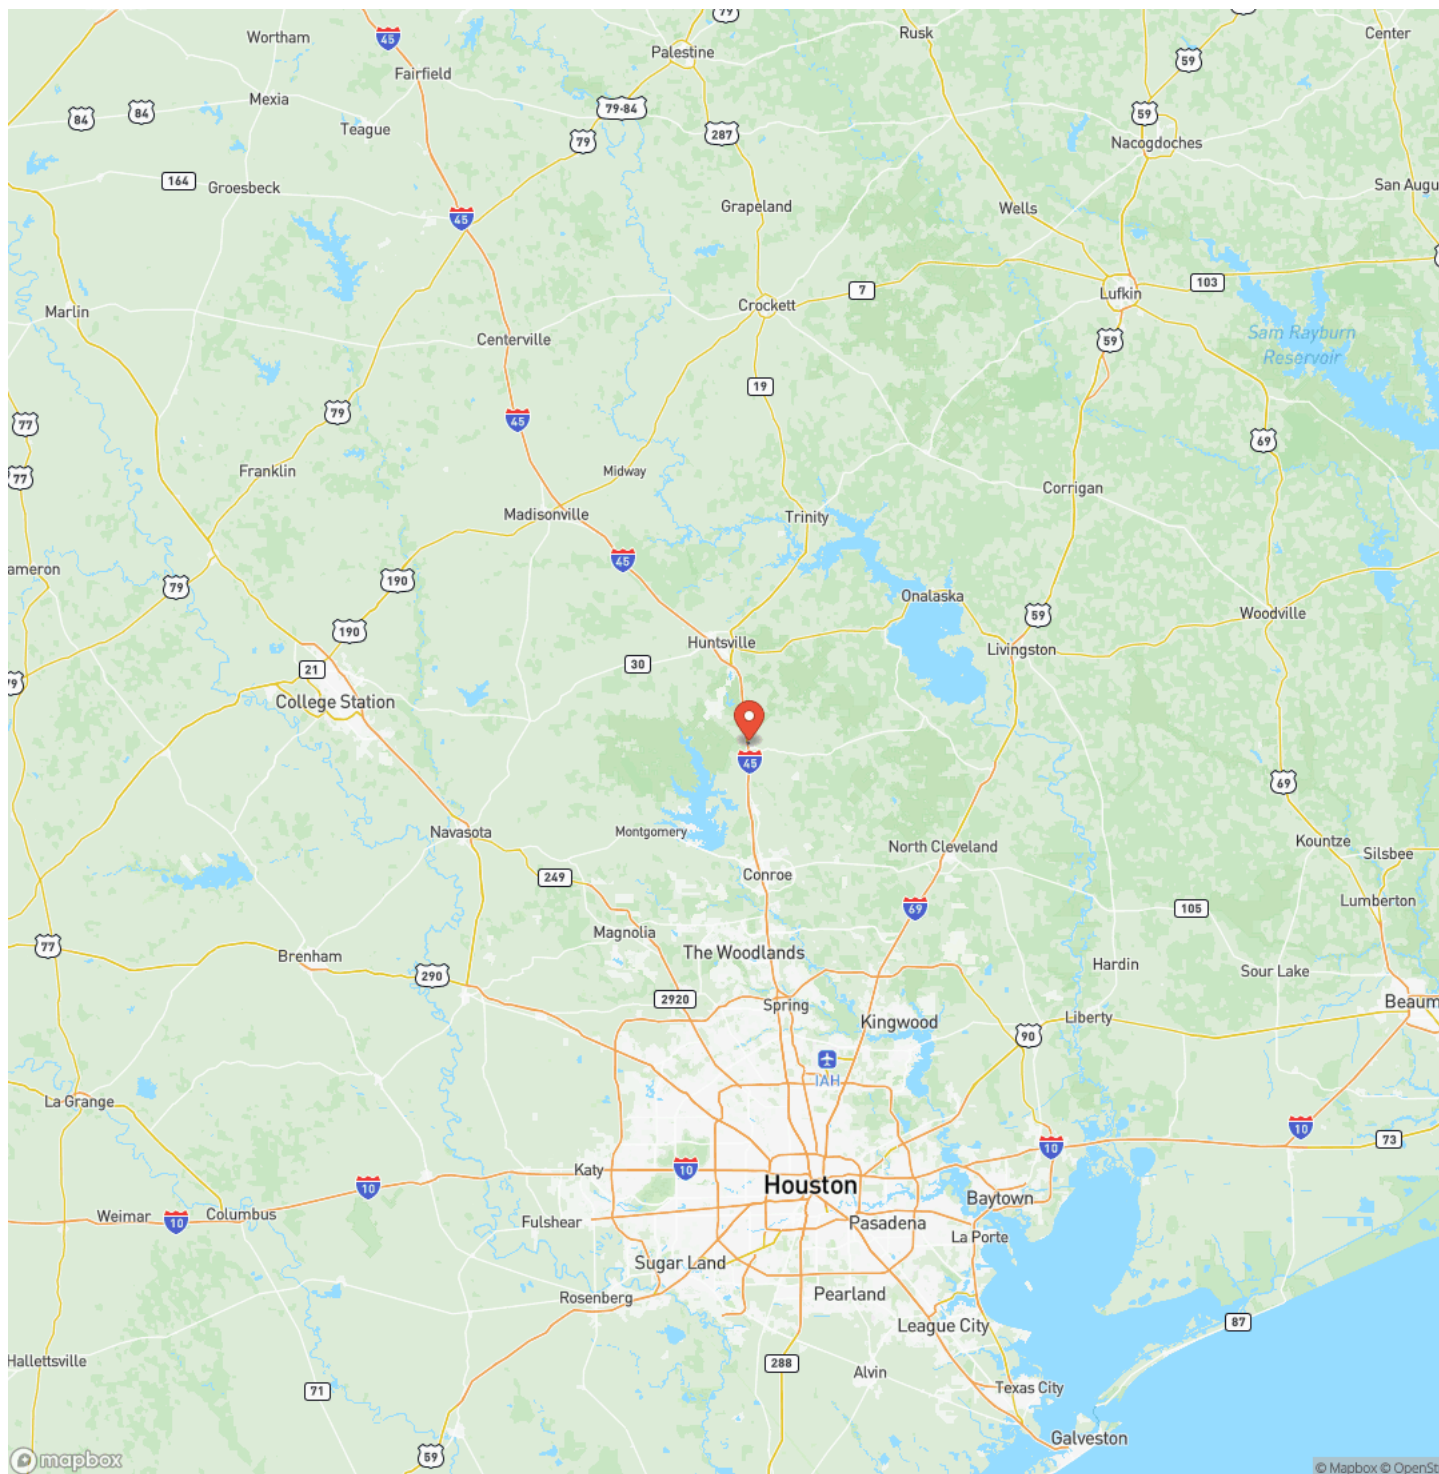 79
Wortham
45
Fairfield
Palestine
Rusk
Center
59
Mexia
84
84
Teague
79-84
79
287
59
Nacogdoches
164
Groesbeck
San Augu
45
Grapeland
Wells
Marlin
Crockett
7
Lufkin
103
Centerville
59
Sam Rayburn
Reservoir
19
77
79
45
69
Franklin
77
Midway
Corrigan
Madisonville
Trinity
ameron
45
79
190
Onalaska
59
Woodville
190
Huntsville
Livingston
30
21
79
College Station
45
69
Navasota
Montgomery
North Cleveland
Kountze
Silsbee
249
Conroe
69
105
Lumberton
Magnolia
77
The Woodlands
Brenham
290
Hardin
Sour Lake
2920
Spring
Beaum
Kingwood
Liberty
90
IAH
La Grange
10
73
10
Katy
10
10
Houston
Baytown
Weimar
10
Columbus
Fulshear
Pasadena
La Porte
Sugar Land
Rosenberg
Pearland
League City
87
Hallettsville
288
Alvin
71
Texas City
Galveston
59
mapbox
© Mapbox © OpenSt